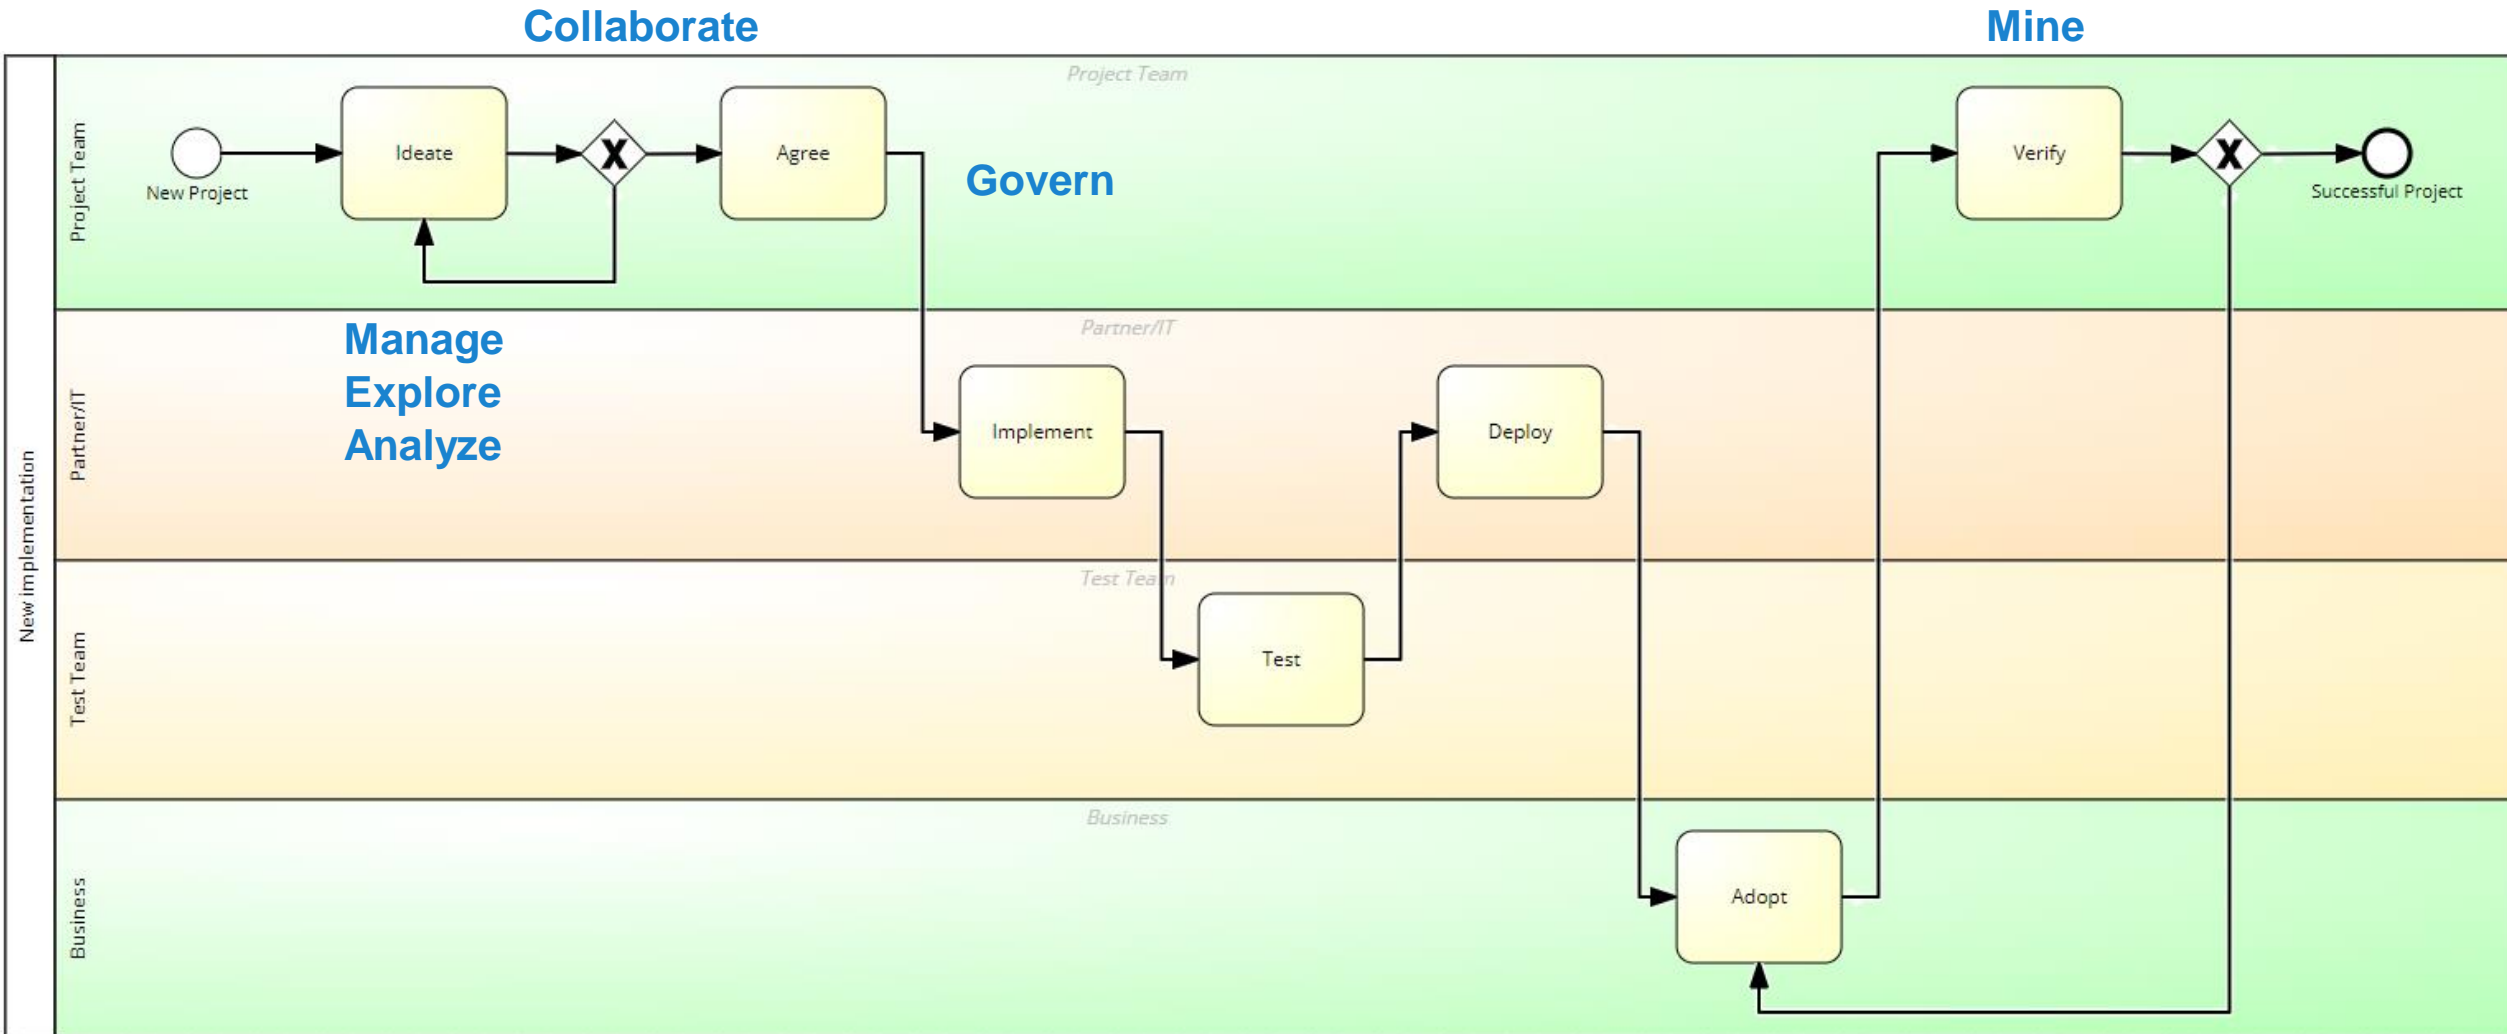 Collaborate
Mine
New implementation
Project Team
Project Team
New Project
Ideate
X
Agree
Govern
Verify
X
Successful Project
Manage
Explore
Analyze
Partner/IT
Partner/IT
Implement
Deploy
Test Team
Test Team
Test
Business
Business
Adopt